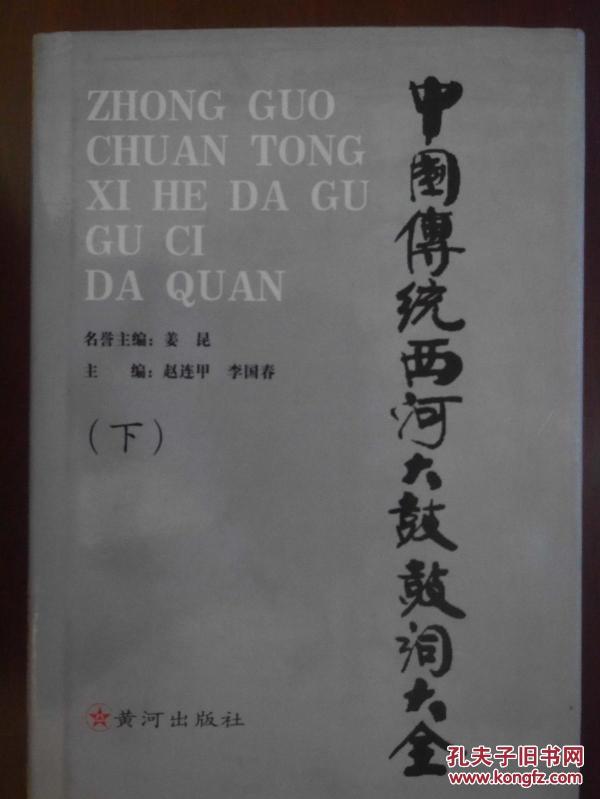 ZHONG GUO
CHUAN TONG
XI HE DA GU
GU CI
DA QUAN
名誉主编：姜 昆
主 编：赵连甲 李国春
（下）
中國傳统西河大鼓鼓词大全
黄河出版社
孔夫子旧书网
www.kongfz.com